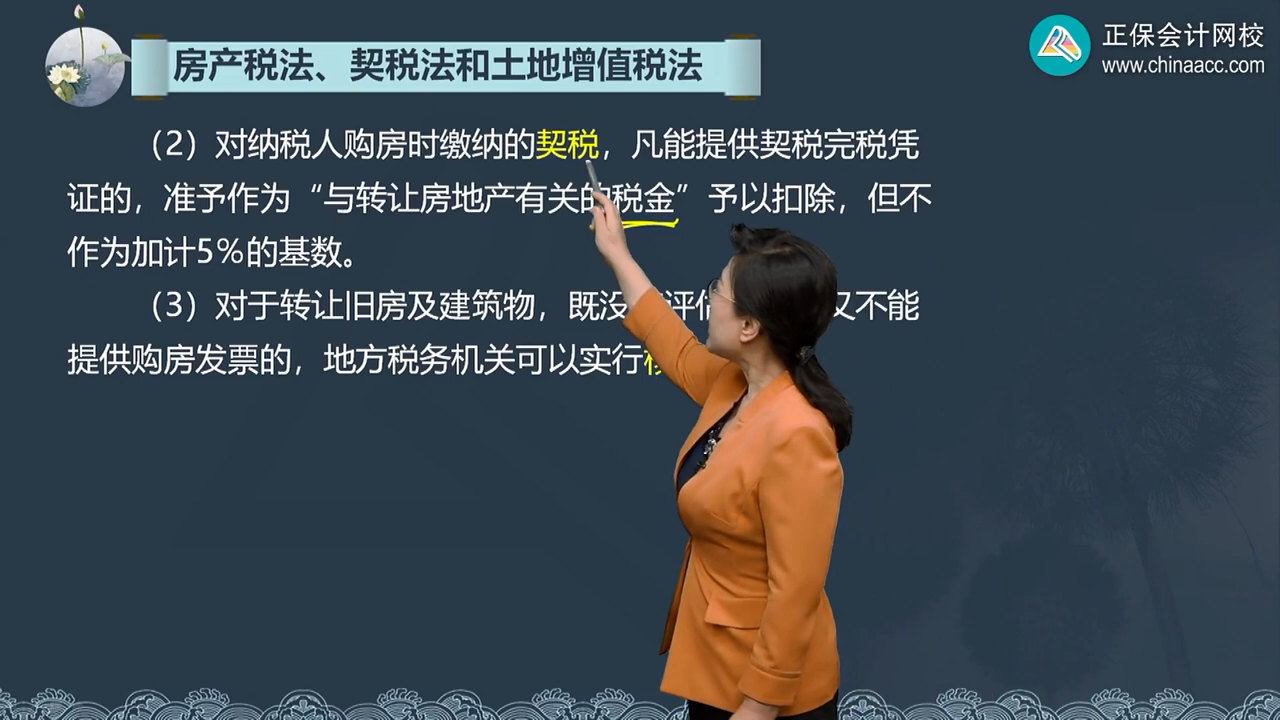 房产税法、契税法和土地增值税法
正保会计网校
www.chinaacc.com
（2）对纳税人购房时缴纳的契税，凡能提供契税完税凭
证的，准予作为“与转让房地产有关的税金”予以扣除，但不
作为加计5%的基数。
（3）对于转让旧房及建筑物，既没 评估 又不能
提供购房发票的，地方税务机关可以实行